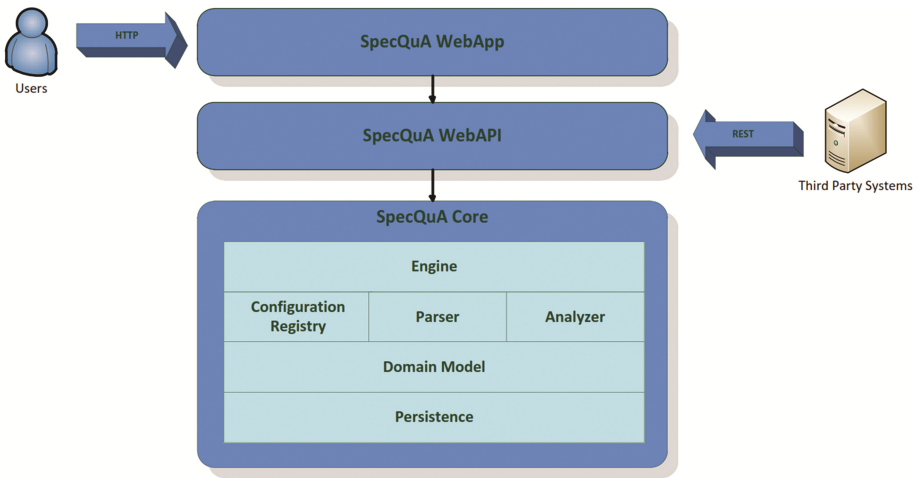 HTTP
Users
SpecQuA WebApp
SpecQuA WebAPI
REST
Third Party Systems
SpecQuA Core
Engine
Configuration
Registry
Parser
Analyzer
Domain Model
Persistence